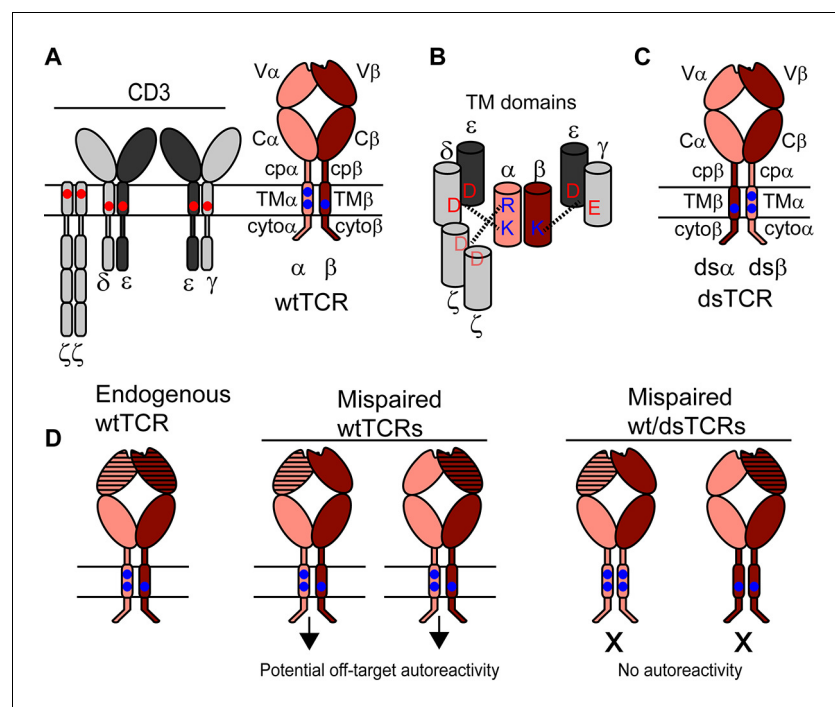 A
CD3
Vα Vβ
Cα Cβ
cpα cpβ
TMα TMβ
cytoα cytoβ
δ ε ε γ
α β
wtTCR
ζζ
B
TM domains
δ ε α β ε γ
D D R K K D E
D D
ζ
ζ
C
Vα Vβ
Cα Cβ
cpβ cpα
TMβ TMα
cytoβ cytoα
dsα dsβ
dsTCR
D
Endogenous
wtTCR
Mispaired
wtTCRs
Mispaired
wt/dsTCRs
X X
Potential off-target autoreactivity
No autoreactivity